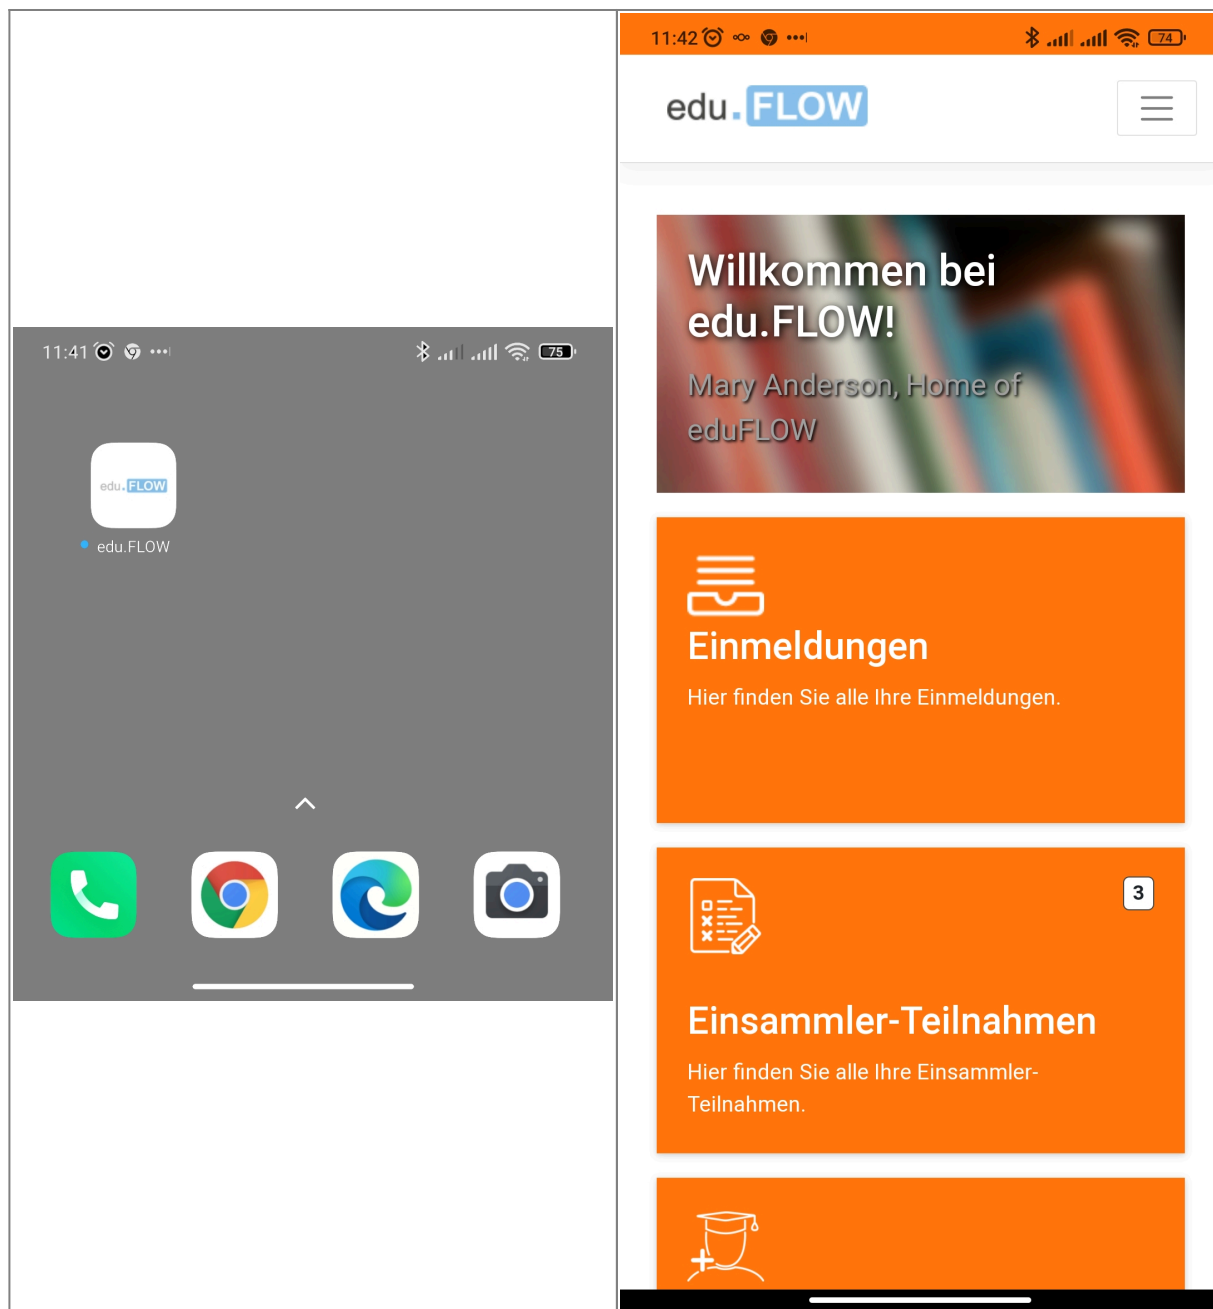 11:41
75
edu.FLOW
edu.FLOW
11:42
74
edu.FLOW
Willkommen bei
edu.FLOW!
Mary Anderson, Home of
eduFLOW
Einmeldungen
Hier finden Sie alle Ihre Einmeldungen.
3
Einsammler-Teilnahmen
Hier finden Sie alle Ihre Einsammler-
Teilnahmen.